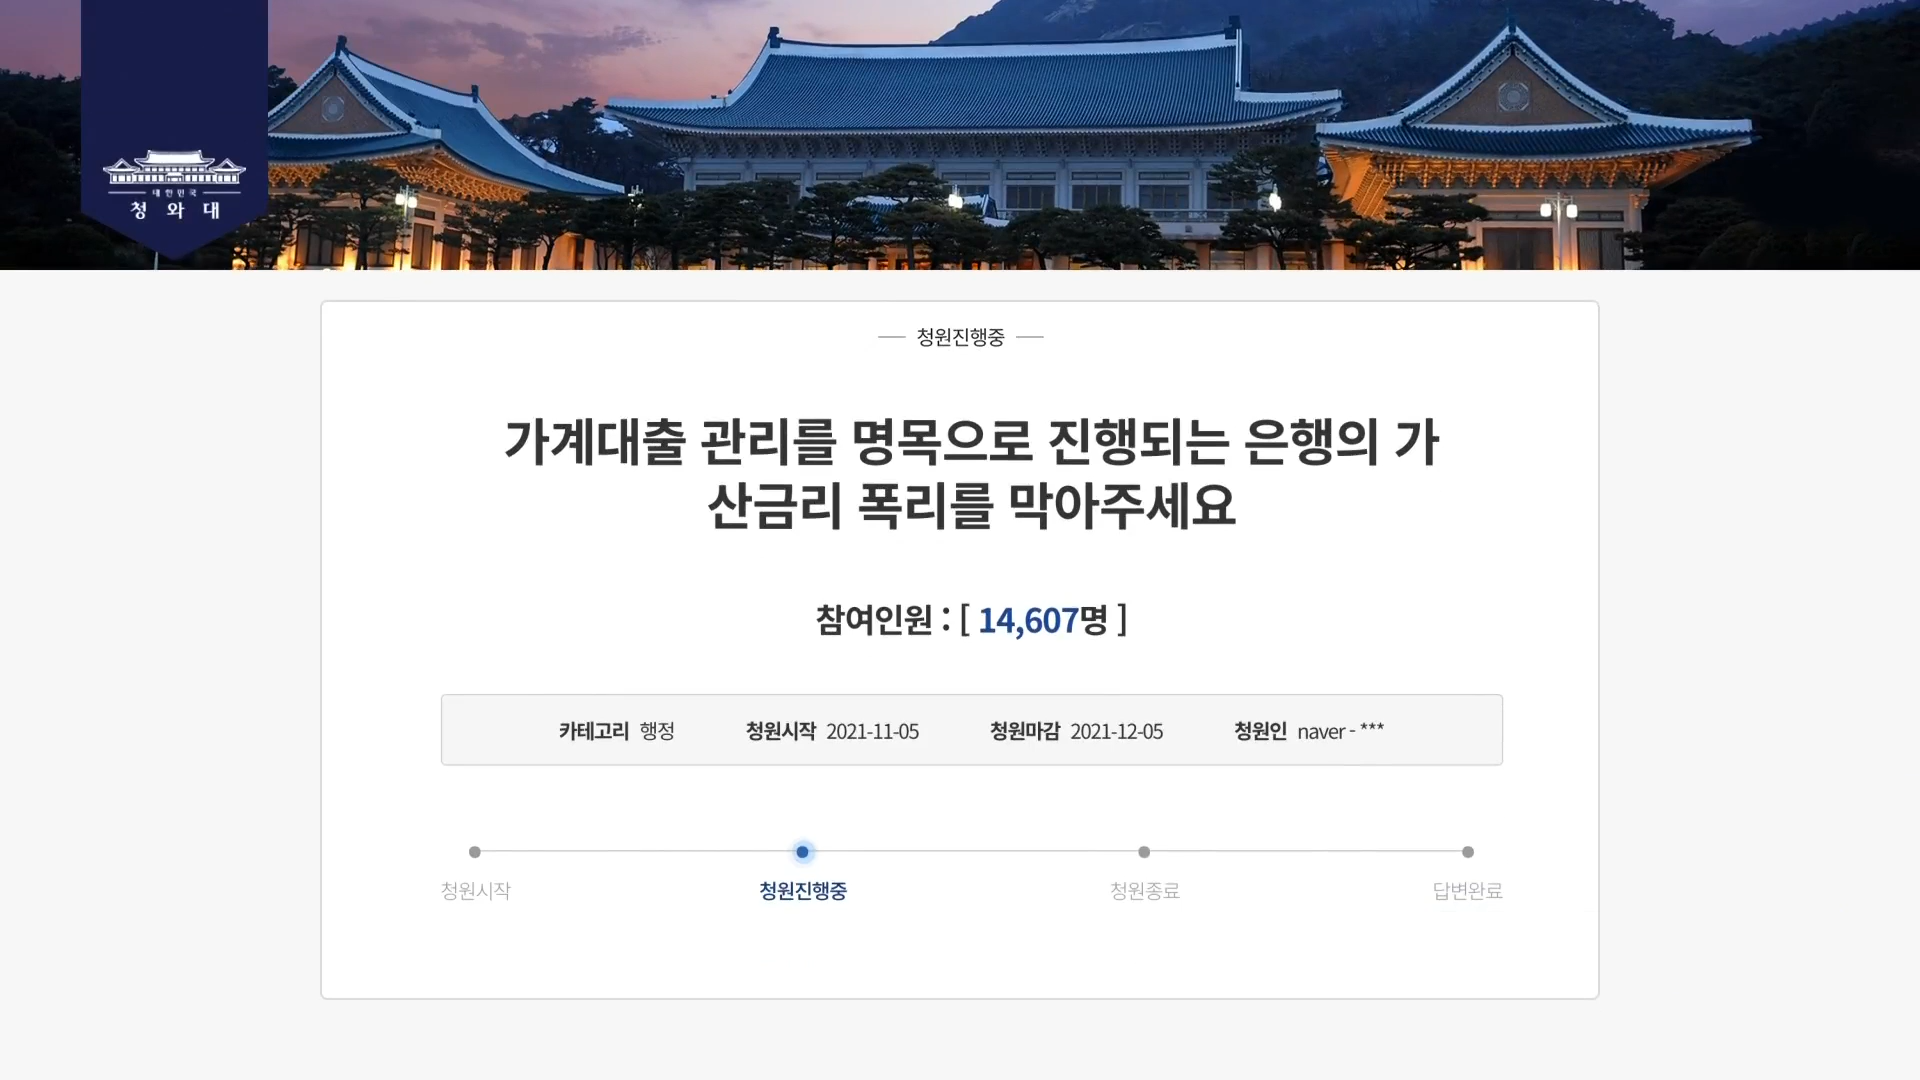 대한민국
청와대
청원진행중
가계대출 관리를 명목으로 진행되는 은행의 가
산금리 폭리를 막아주세요
참여인원 : [ 14,607명 ]
카테고리 행정 청원시작 2021-11-05 청원마감 2021-12-05 청원인 naver - ***
청원시작 청원진행중 청원종료 답변완료